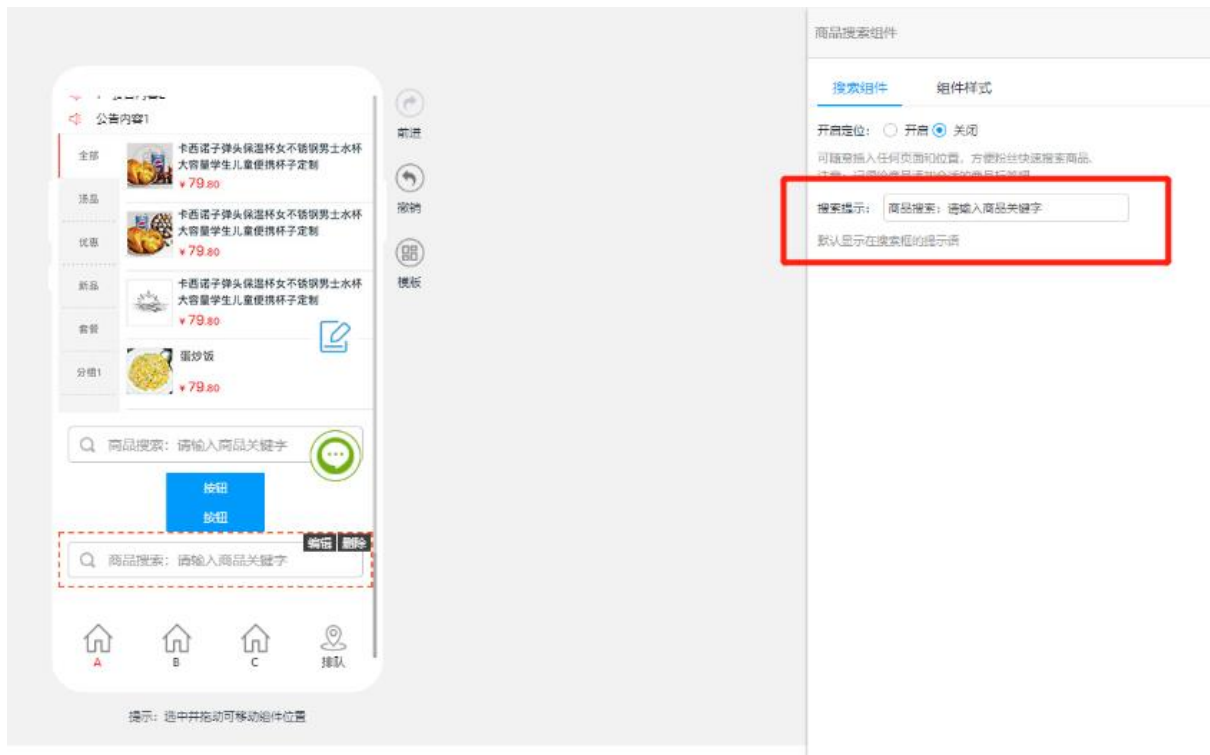 商品搜索组件
搜索组件 组件样式
开启定位： 开启 关闭
可随意插入任何页面和位置，方便粉丝快速搜索商品。
搜索提示： 商品搜索：请输入商品关键字
默认显示在搜索框的提示语
公告内容1
全部
汤品
优惠
新品
套餐
分组1
卡西诺子弹头保温杯女不锈钢男士水杯
大容量学生儿童便携杯子定制
¥79.80
卡西诺子弹头保温杯女不锈钢男士水杯
大容量学生儿童便携杯子定制
¥79.80
卡西诺子弹头保温杯女不锈钢男士水杯
大容量学生儿童便携杯子定制
¥79.80
蛋炒饭
¥79.80
商品搜索：请输入商品关键字
按钮
按钮
编辑 删除
商品搜索：请输入商品关键字
A B C 排队
前进
撤销
模板
提示：选中并拖动可移动组件位置